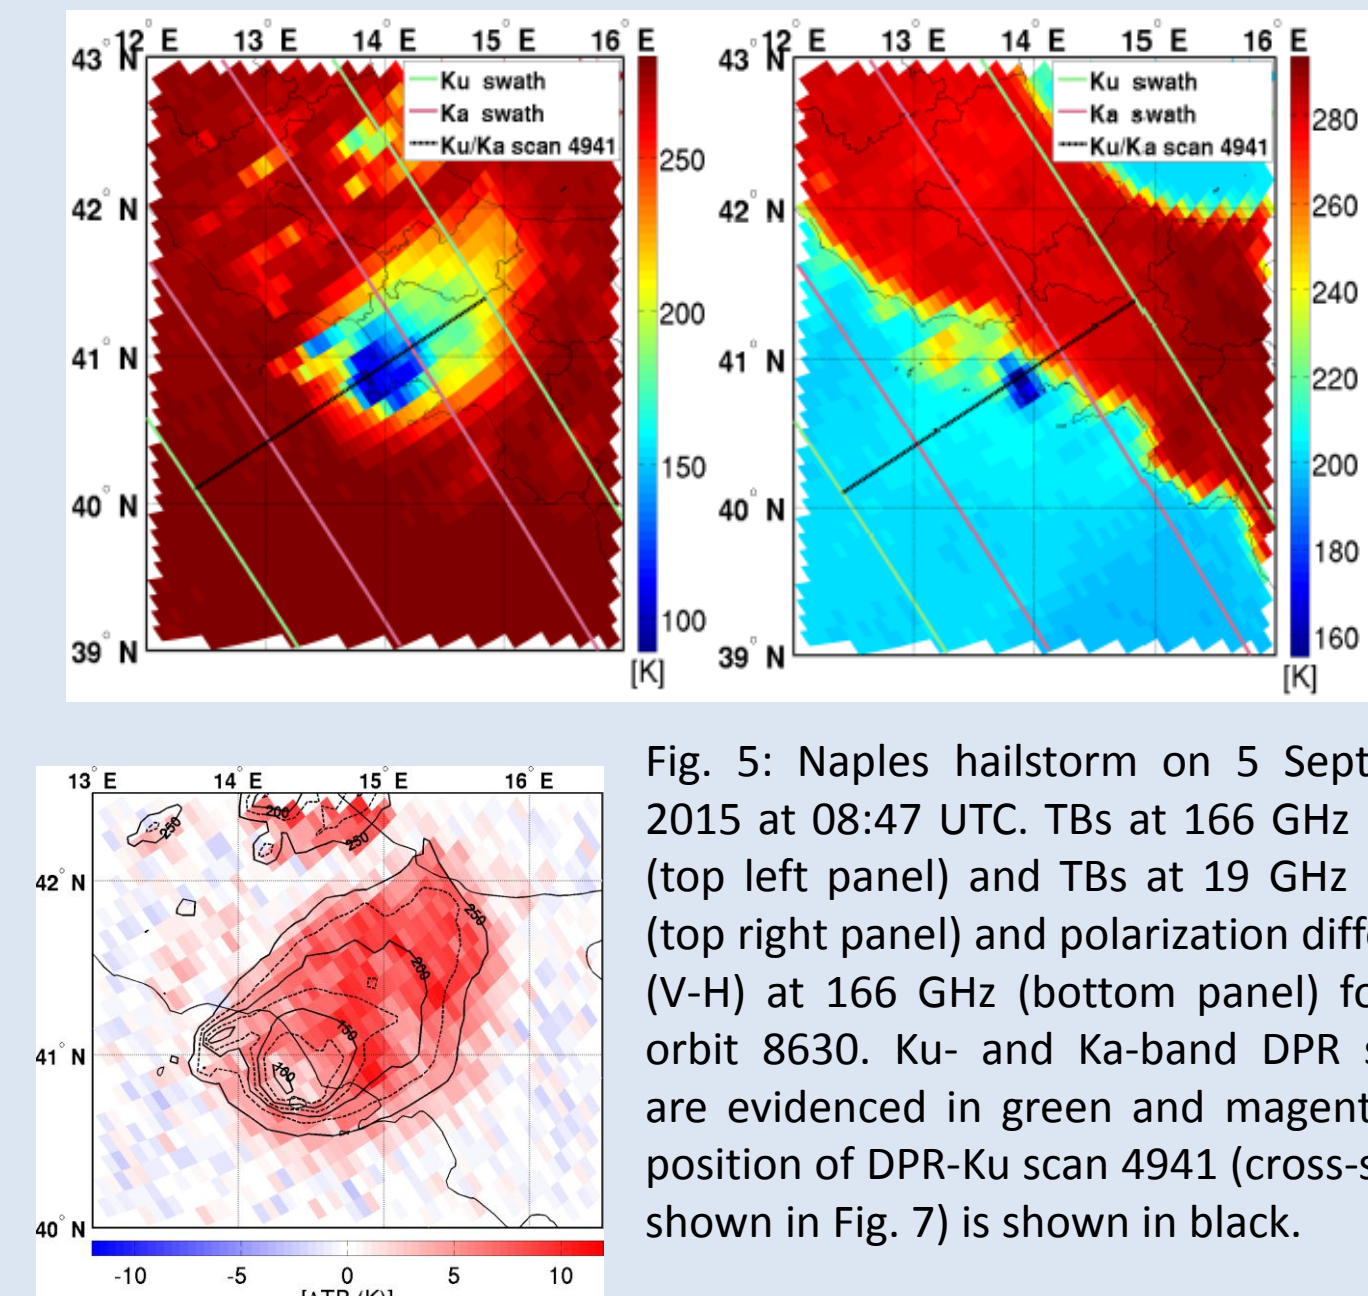 12° E 13° E 14° E 15° E 16° E
43° N
Ku swath
Ka swath
Ku/Ka scan 4941
250
42° N
200
41° N
150
40° N
100
39° N
[K]
12° E 13° E 14° E 15° E 16° E
43° N
Ku swath
Ka swath
Ku/Ka scan 4941
280
42° N
260
240
41° N
220
200
40° N
180
160
39° N
[K]
13° E 14° E 15° E 16° E
200
250
250
42° N
250
200
150
41° N
100
40° N
-10 -5 0 5 10
[ΔTB (K)]
Fig. 5: Naples hailstorm on 5 Sept
2015 at 08:47 UTC. TBs at 166 GHz
(top left panel) and TBs at 19 GHz
(top right panel) and polarization diff
(V-H) at 166 GHz (bottom panel) fo
orbit 8630. Ku- and Ka-band DPR s
are evidenced in green and magent
position of DPR-Ku scan 4941 (cross-s
shown in Fig. 7) is shown in black.